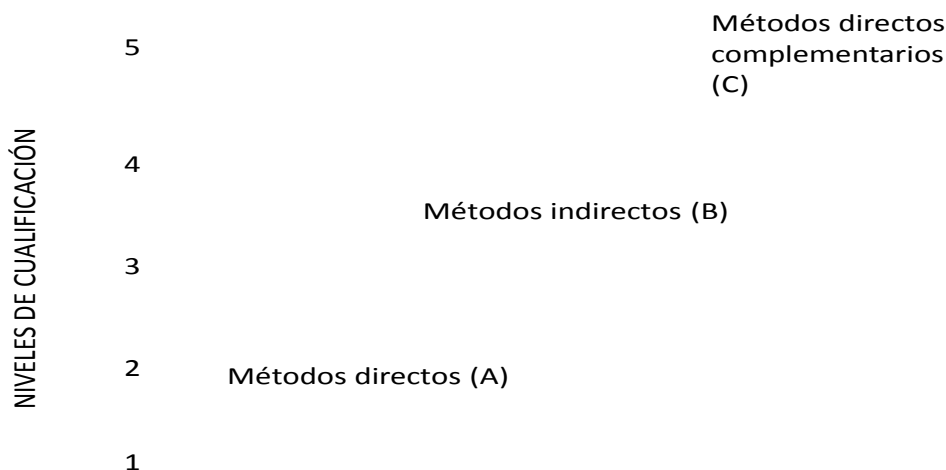 Métodos directos
complementarios
(C)
5
4
Métodos indirectos (B)
3
2
Métodos directos (A)
1
NIVELES DE CUALIFICACIÓN